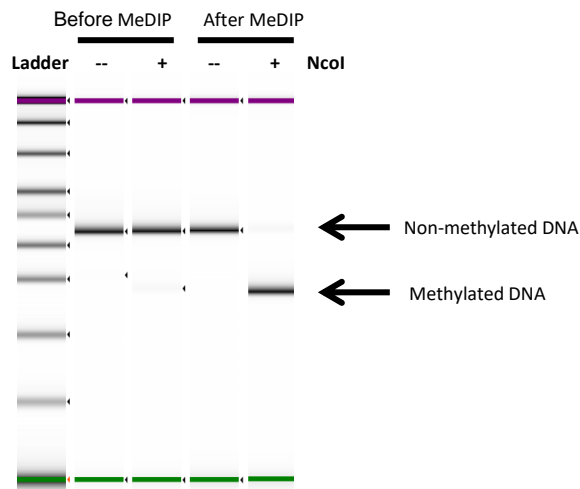 Before MeDIP After MeDIP
Ladder -- + -- + NcoI
Non-methylated DNA
Methylated DNA